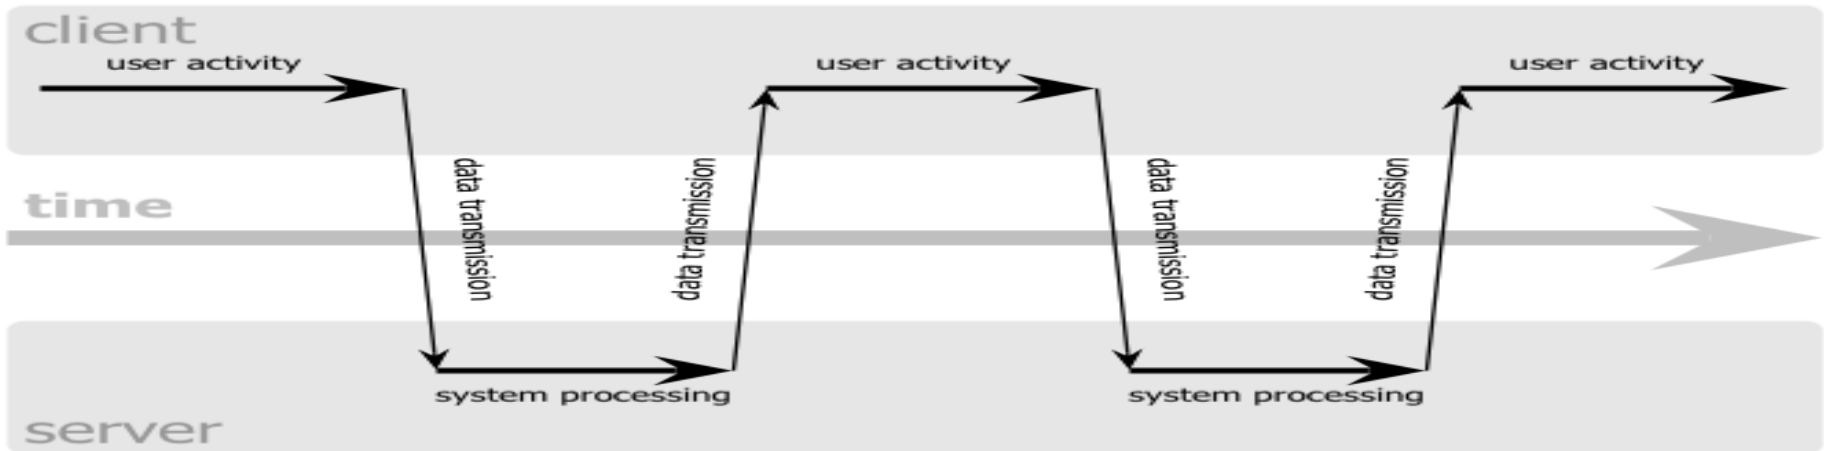 client
user activity
user activity
user activity
data transmission
data transmission
data transmission
data transmission
time
system processing
system processing
server